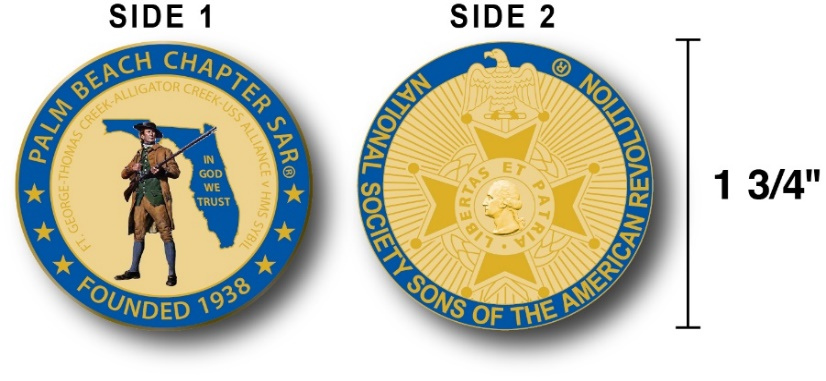 SIDE 1
SIDE 2
PALM BEACH CHAPTER SAR®
FT. GEORGE-THOMAS CREEK-ALLIGATOR CREEK-USS ALLIANCE v HMS SYBIL
IN
GOD
WE
TRUST
FOUNDED 1938
NATIONAL SOCIETY SONS OF THE AMERICAN REVOLUTION ®
LIBERTAS ET PATRIA
1 3/4"